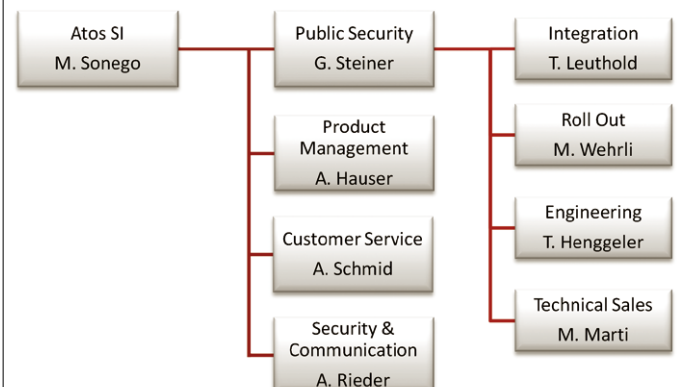 Atos SI
M. Sonego
Public Security
G. Steiner
Product
Management
A. Hauser
Customer Service
A. Schmid
Security &
Communication
A. Rieder
Integration
T. Leuthold
Roll Out
M. Wehrli
Engineering
T. Henggeler
Technical Sales
M. Marti